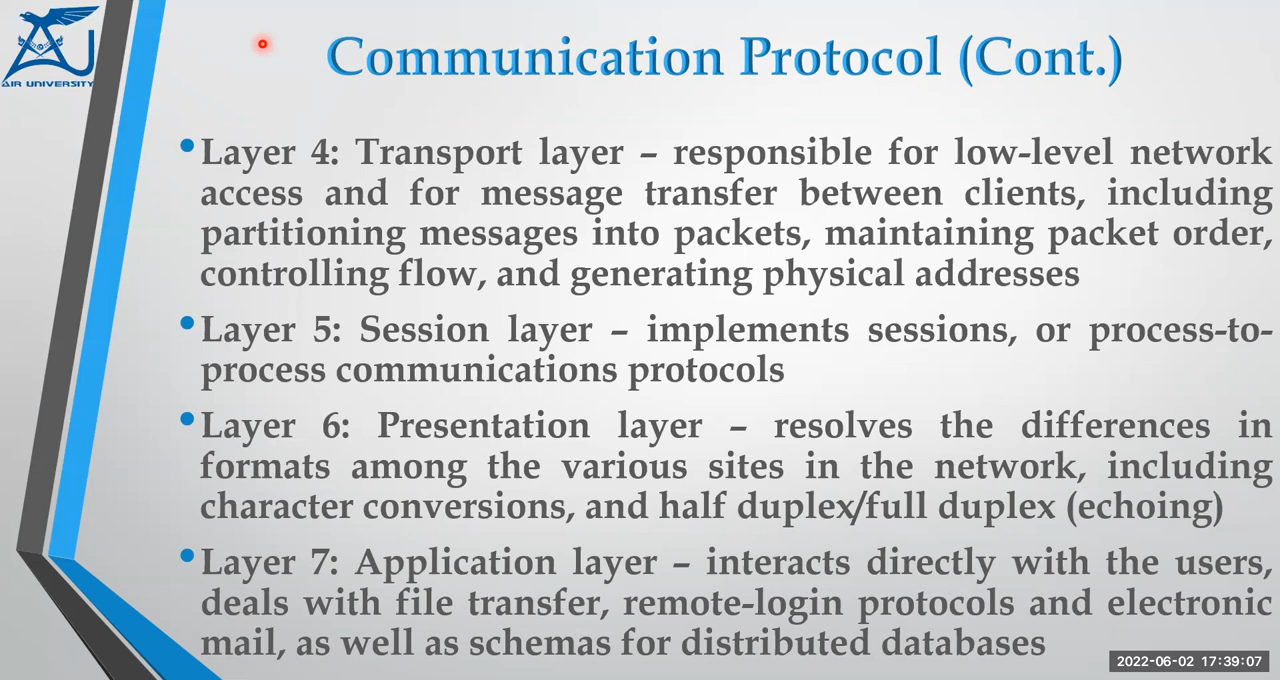 AIR UNIVERSITY
Communication Protocol (Cont.)
•Layer 4: Transport layer – responsible for low-level network
access and for message transfer between clients, including
partitioning messages into packets, maintaining packet order,
controlling flow, and generating physical addresses
•Layer 5: Session layer – implements sessions, or process-to-
process communications protocols
•Layer 6: Presentation layer – resolves the differences in
formats among the various sites in the network, including
character conversions, and half duplex/full duplex (echoing)
•Layer 7: Application layer – interacts directly with the users,
deals with file transfer, remote-login protocols and electronic
mail, as well as schemas for distributed databases
2022-06-02 17:39:07